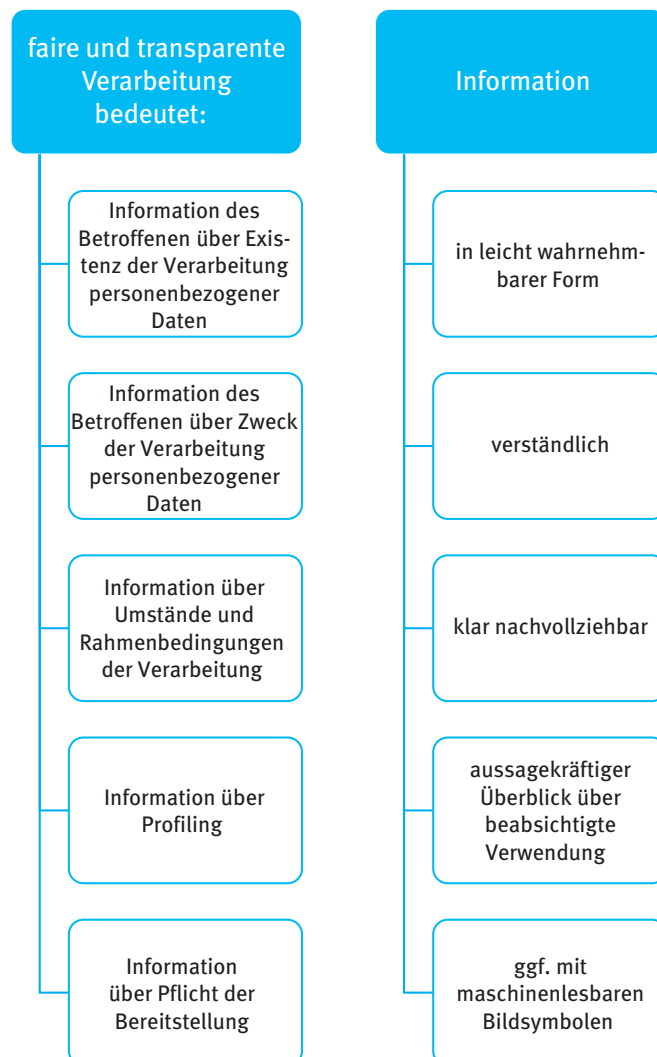 faire und transparente
Verarbeitung
bedeutet:
Information des
Betroffenen über Exis-
tenz der Verarbeitung
personenbezogener
Daten
Information des
Betroffenen über Zweck
der Verarbeitung
personenbezogener
Daten
Information über
Umstände und
Rahmenbedingungen
der Verarbeitung
Information über
Profiling
Information
über Pflicht der
Bereitstellung
Information
in leicht wahrnehm-
barer Form
verständlich
klar nachvollziehbar
aussagekräftiger
Überblick über
beabsichtigte
Verwendung
ggf. mit
maschinenlesbaren
Bildsymbolen